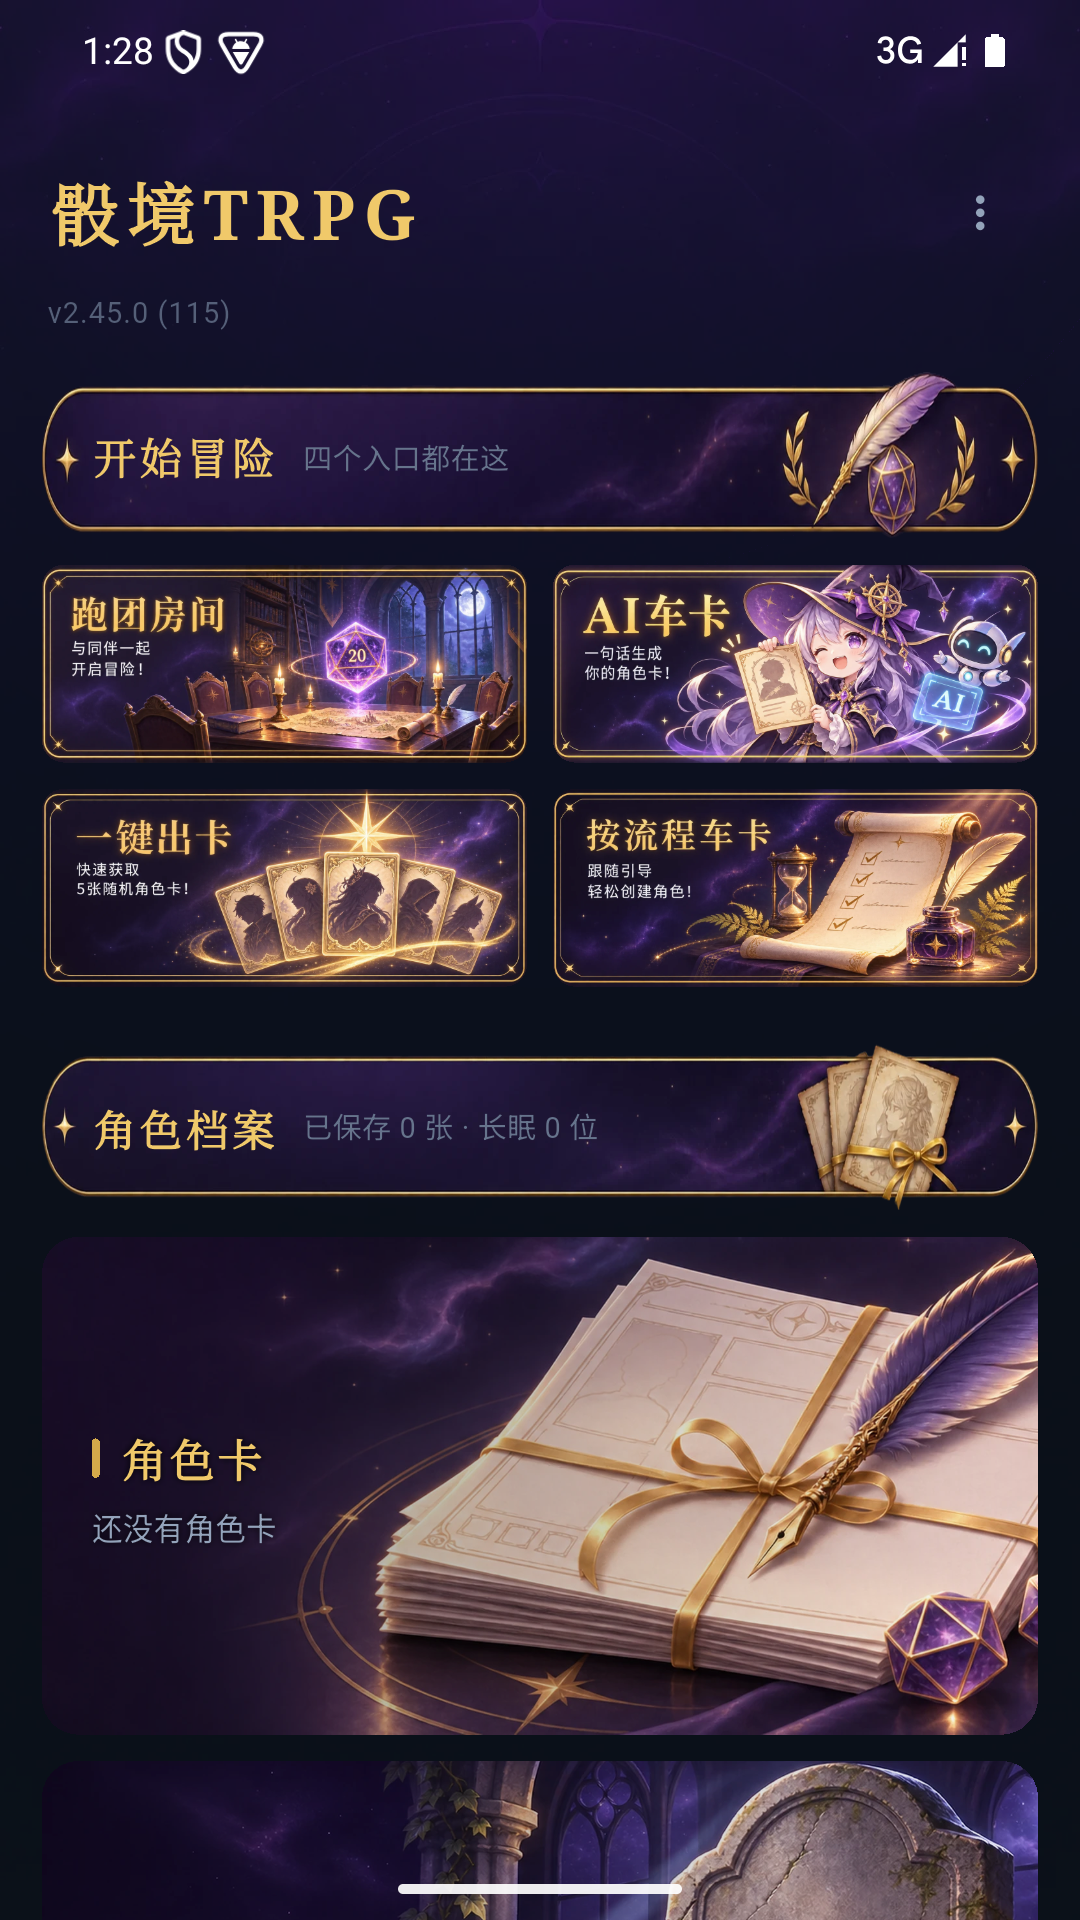 1:28
3G
骰境TRPG
v2.45.0 (115)
开始冒险 四个入口都在这
跑团房间
与同伴一起
开启冒险!
20
AI车卡
一句话生成
你的角色卡!
AI
一键出卡
快速获取
5张随机角色卡!
按流程车卡
跟随引导
轻松创建角色!
角色档案 已保存 0 张 · 长眠 0 位
角色卡
还没有角色卡